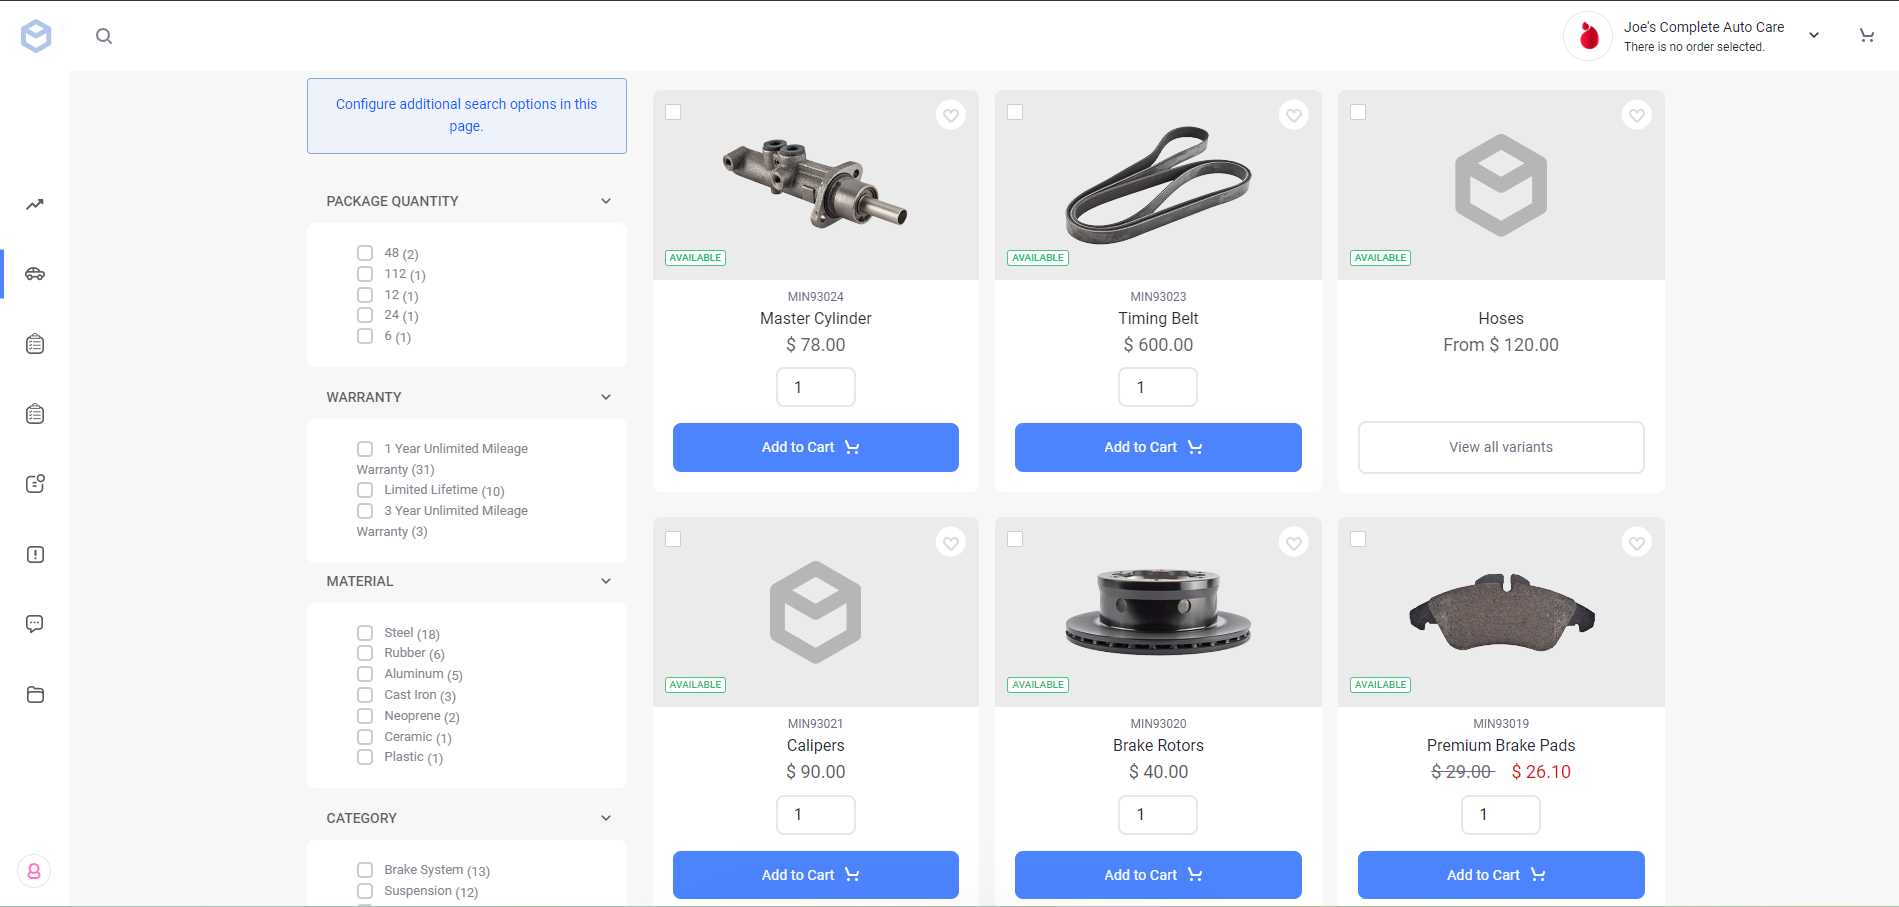 Joe's Complete Auto Care
There is no order selected.
Configure additional search options in this
page.
PACKAGE QUANTITY
48 (2)
112 (1)
12 (1)
24 (1)
6 (1)
WARRANTY
1 Year Unlimited Mileage
Warranty (31)
Limited Lifetime (10)
3 Year Unlimited Mileage
Warranty (3)
MATERIAL
Steel (18)
Rubber (6)
Aluminum (5)
Cast Iron (3)
Neoprene (2)
Ceramic (1)
Plastic (1)
CATEGORY
Brake System (13)
Suspension (12)
AVAILABLE
MIN93024
Master Cylinder
$ 78.00
1
Add to Cart
AVAILABLE
MIN93023
Timing Belt
$ 600.00
1
Add to Cart
AVAILABLE
Hoses
From $ 120.00
View all variants
AVAILABLE
MIN93021
Calipers
$ 90.00
1
Add to Cart
AVAILABLE
MIN93020
Brake Rotors
$ 40.00
1
Add to Cart
AVAILABLE
MIN93019
Premium Brake Pads
$ 29.00 $ 26.10
1
Add to Cart